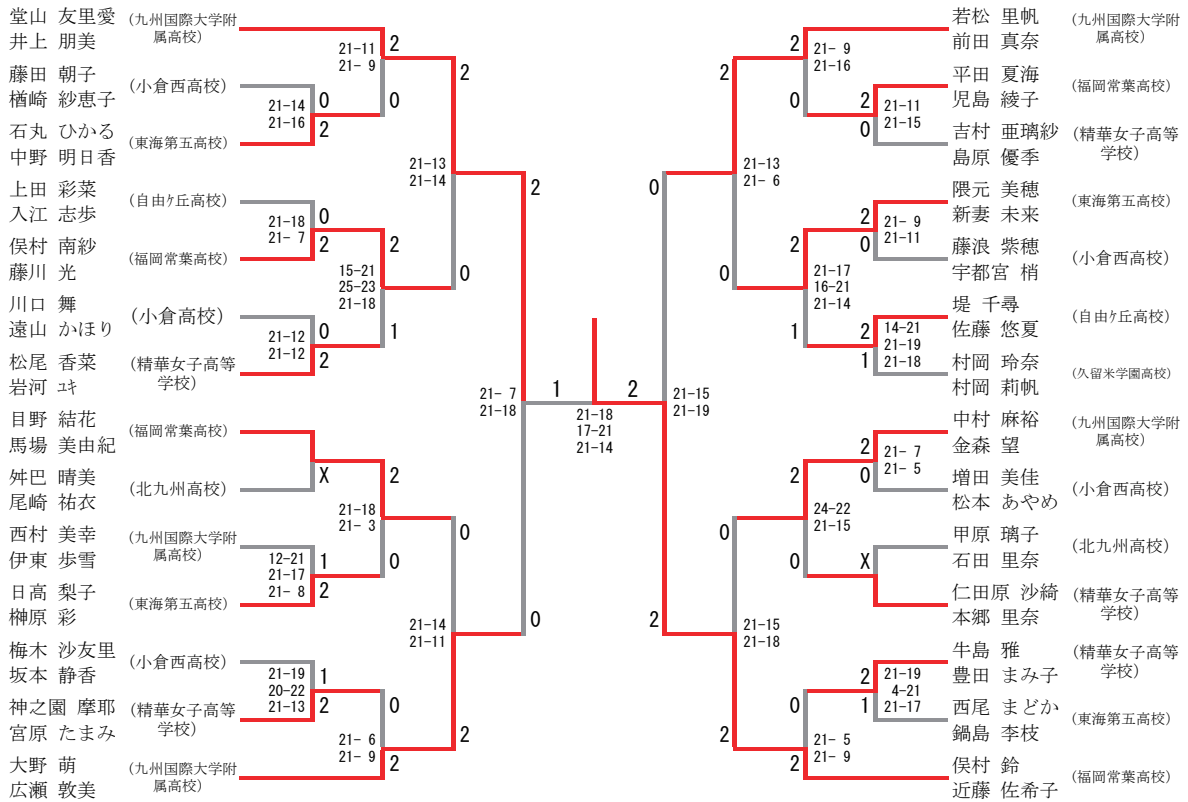 堂山 友里愛 (九州国際大学附属高校)
井上 朋美
藤田 朝子 (小倉西高校)
楢崎 紗恵子
石丸 ひかる (東海第五高校)
中野 明日香
上田 彩菜 (自由ケ丘高校)
入江 志歩
俣村 南紗 (福岡常葉高校)
藤川 光
川口 舞 (小倉高校)
遠山 かほり
松尾 香菜 (精華女子高等学校)
岩河 ユキ
目野 結花 (福岡常葉高校)
馬場 美由紀
舛巴 晴美 (北九州高校)
尾崎 祐衣
西村 美幸 (九州国際大学附属高校)
伊東 歩雪
日高 梨子 (東海第五高校)
榊原 彩
梅木 沙友里 (小倉西高校)
坂本 静香
神之園 摩耶 (精華女子高等学校)
宮原 たまみ
大野 萌 (九州国際大学附属高校)
広瀬 敦美
21-11 2
21- 9 0
21-14 0
21-16 2
21-18 0
21- 7 2
15-21 2
25-23
21-18 1
21-12 0
21-12 2
21-13 2
21-14 0
X
21-18 2
21- 3 0
12-21 1
21-17
21- 8 2
21-19 1
20-22
21-13 2
21- 6 0
21- 9 2
21-14 0
21-11 2
21- 7 2
21-18 0
1 2
21-18
17-21
21-14
21-15 0
21-19 2
2 21-13
0 21- 6
2 21- 9
0 21-16
2 21-11
0 21-15
2 21- 9
0 21-11
2 21-17
16-21
1 21-14
2 14-21
21-19
1 21-18
2 21- 7
0 21- 5
2 24-22
0 21-15
X
0 21-15
2 21-18
2 21-19
4-21
1 21-17
0 21- 5
2 21- 9
若松 里帆 (九州国際大学附属高校)
前田 真奈
平田 夏海 (福岡常葉高校)
児島 綾子
吉村 亜璃紗 (精華女子高等学校)
島原 優季
隈元 美穂 (東海第五高校)
新妻 未来
藤浪 紫穂 (小倉西高校)
宇都宮 梢
堤 千尋 (自由ケ丘高校)
佐藤 悠夏
村岡 玲奈 (久留米学園高校)
村岡 莉帆
中村 麻裕 (九州国際大学附属高校)
金森 望
増田 美佳 (小倉西高校)
松本 あやめ
甲原 璃子 (北九州高校)
石田 里奈
仁田原 沙綺 (精華女子高等学校)
本郷 里奈
牛島 雅 (精華女子高等学校)
豊田 まみ子
西尾 まどか (東海第五高校)
鍋島 李枝
俣村 鈴 (福岡常葉高校)
近藤 佐希子